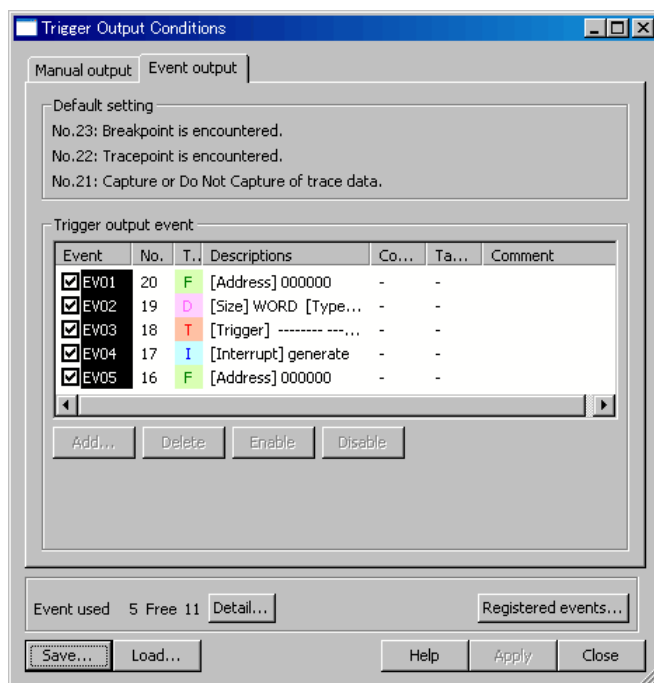 Trigger Output Conditions
Manual output Event output
Default setting
No.23: Breakpoint is encountered.
No.22: Tracepoint is encountered.
No.21: Capture or Do Not Capture of trace data.
Trigger output event
Event No. T.. Descriptions Co... Ta... Comment
EV01 20 F [Address] 000000 - -
EV02 19 D [Size] WORD [Type... - -
EV03 18 T [Trigger] -------- ---... - -
EV04 17 I [Interrupt] generate - -
EV05 16 F [Address] 000000 - -
Add... Delete Enable Disable
Event used 5 Free 11 Detail... Registered events...
Save... Load... Help Apply Close